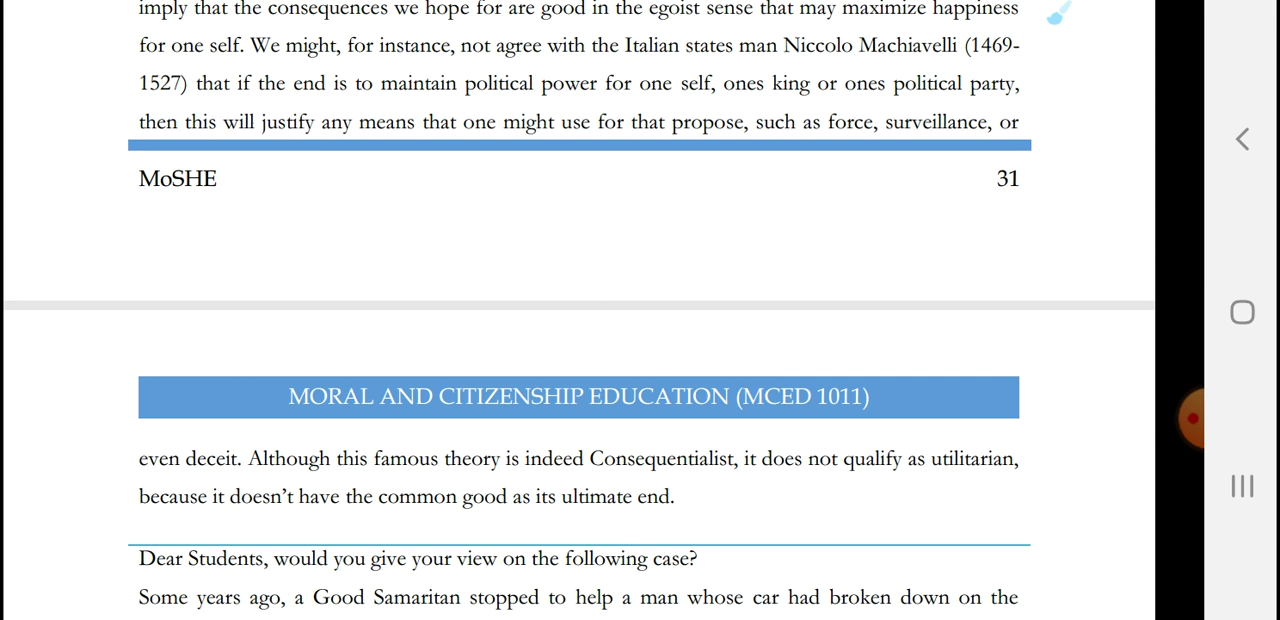 imply that the consequences we hope for are good in the egoist sense that may maximize happiness
for one self. We might, for instance, not agree with the Italian states man Niccolo Machiavelli (1469-
1527) that if the end is to maintain political power for one self, ones king or ones political party,
then this will justify any means that one might use for that propose, such as force, surveillance, or
MoSHE 31
MORAL AND CITIZENSHIP EDUCATION (MCED 1011)
even deceit. Although this famous theory is indeed Consequentialist, it does not qualify as utilitarian,
because it doesn’t have the common good as its ultimate end.
Dear Students, would you give your view on the following case?
Some years ago, a Good Samaritan stopped to help a man whose car had broken down on the